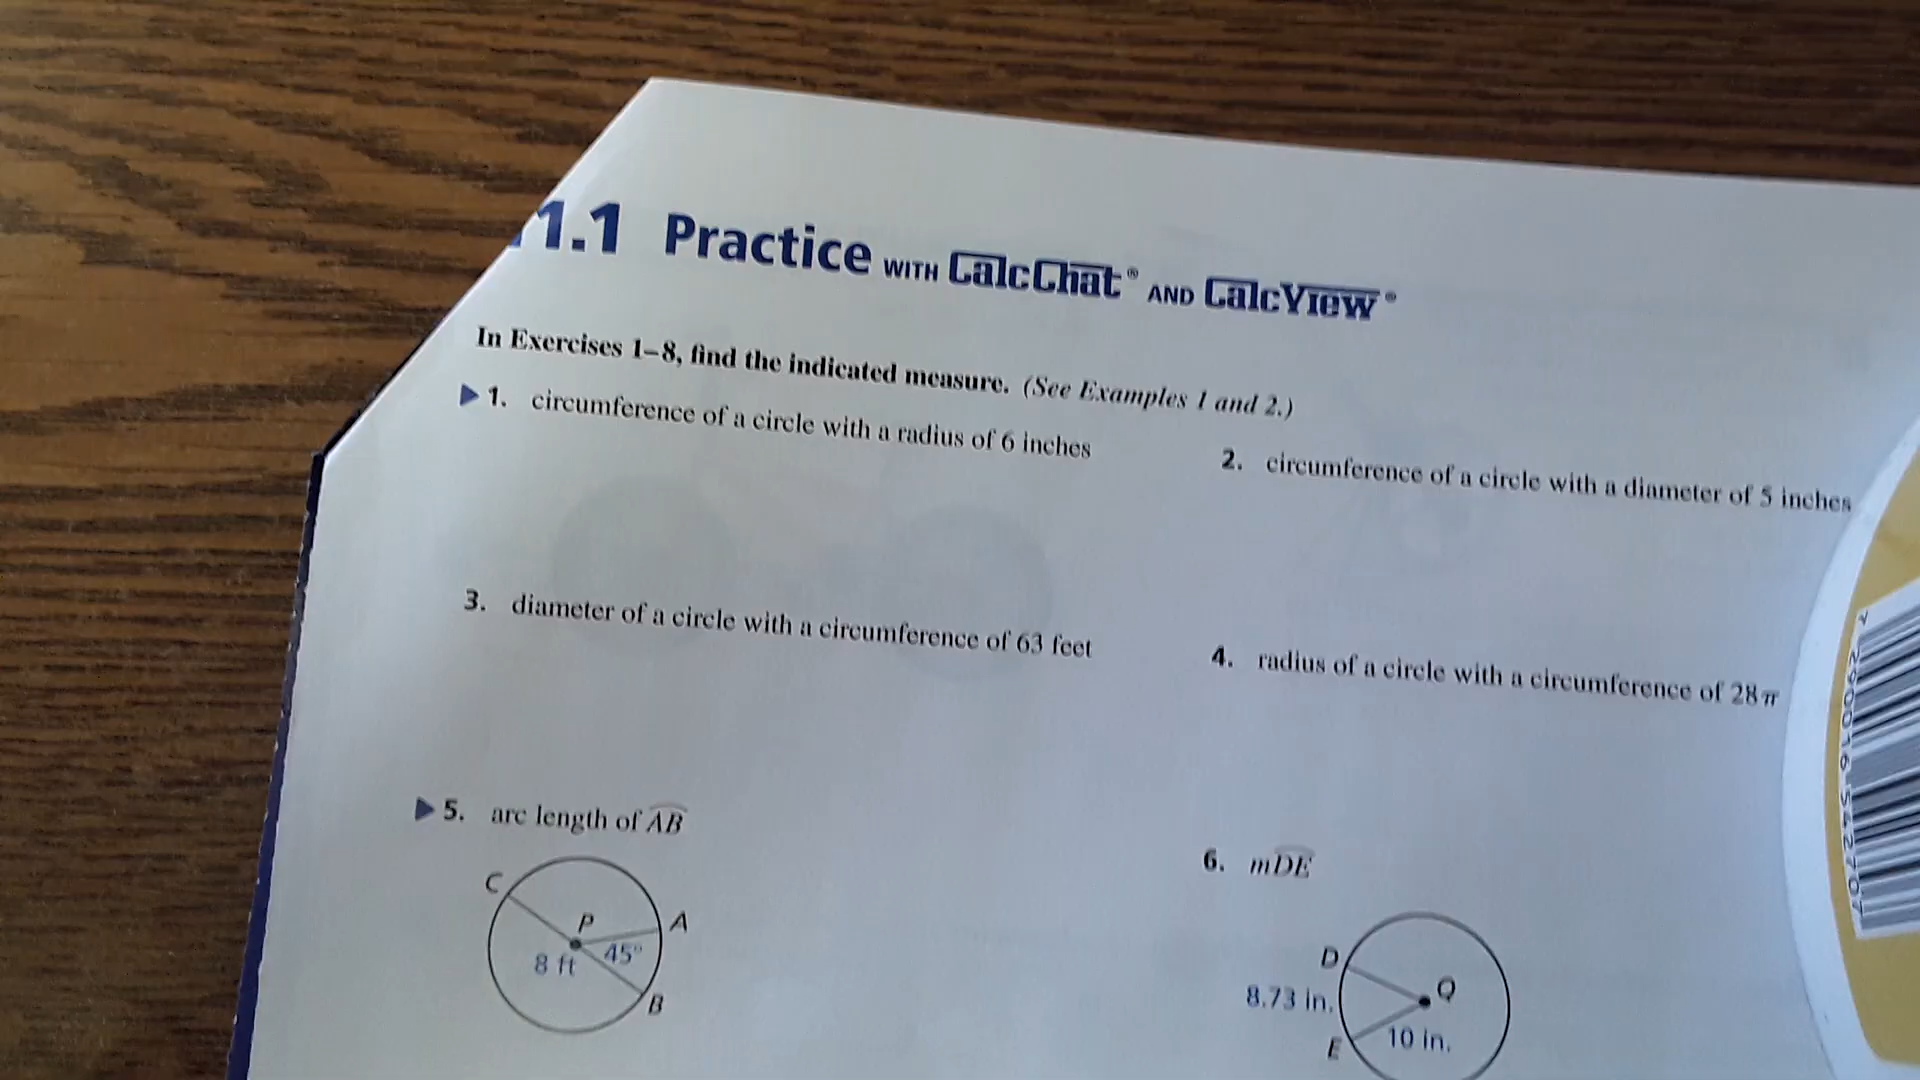 1.1 Practice WITH CalcChat® AND CalcView®
In Exercises 1–8, find the indicated measure. (See Examples 1 and 2.)
1. circumference of a circle with a radius of 6 inches
2. circumference of a circle with a diameter of 5 inches
3. diameter of a circle with a circumference of 63 feet
4. radius of a circle with a circumference of 28π
5. arc length of AB
C
P
A
8 ft
45°
B
6. mDE
D
Q
8.73 in.
10 in.
E